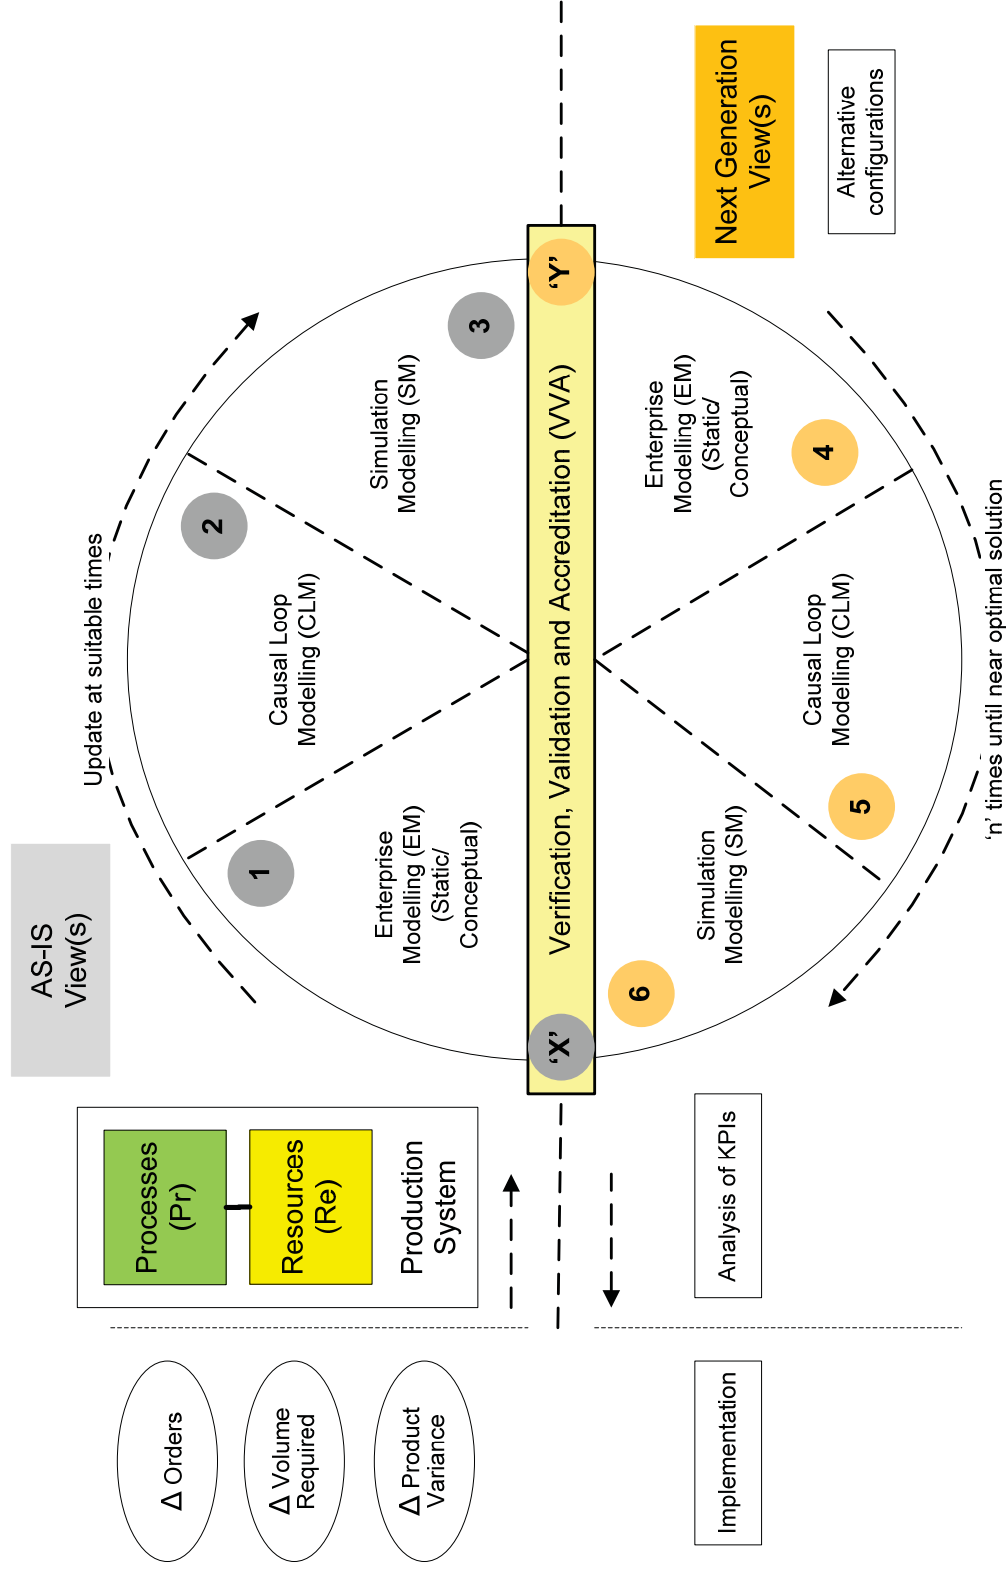 AS-IS
View(s)
Update at suitable times
Δ Orders
Δ Volume
Required
Δ Product
Variance
Processes
(Pr)
Resources
(Re)
Production
System
1
Enterprise
Modelling (EM)
(Static/
Conceptual)
2
Causal Loop
Modelling (CLM)
3
Simulation
Modelling (SM)
‘X’
Verification, Validation and Accreditation (VVA)
‘Y’
Next Generation
View(s)
Alternative
configurations
4
Enterprise
Modelling (EM)
(Static/
Conceptual)
5
Causal Loop
Modelling (CLM)
6
Simulation
Modelling (SM)
Analysis of KPIs
Implementation
‘n’ times until near optimal solution